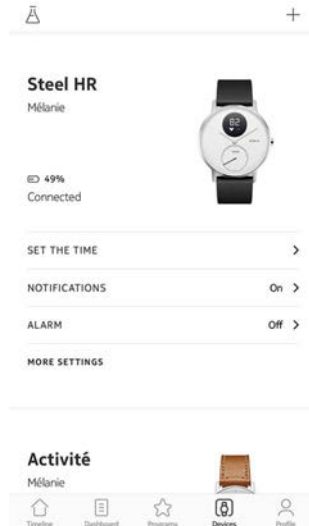 Steel HR
Mélanie
82
49%
Connected
SET THE TIME
NOTIFICATIONS On
ALARM Off
MORE SETTINGS
Activité
Mélanie
Timeline Dashboard Programs Devices Profile